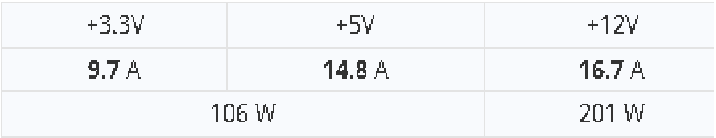 +3.3V +5V +12V
9.7 A 14.8 A 16.7 A
106 W 201 W